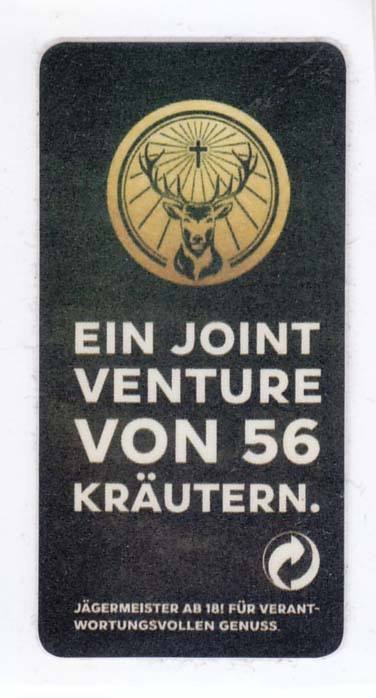 EIN JOINT
VENTURE
VON 56
KRÄUTERN.
JÄGERMEISTER AB 18! FÜR VERANT-
WORTUNGSVOLLEN GENUSS.